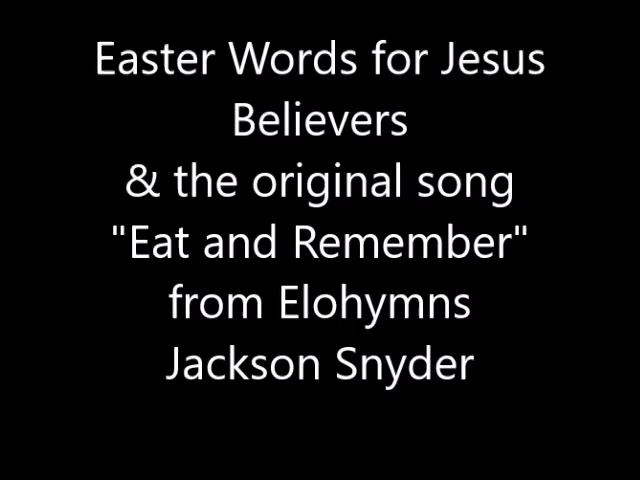 Easter Words for Jesus
Believers
& the original song
"Eat and Remember"
from Elohymns
Jackson Snyder